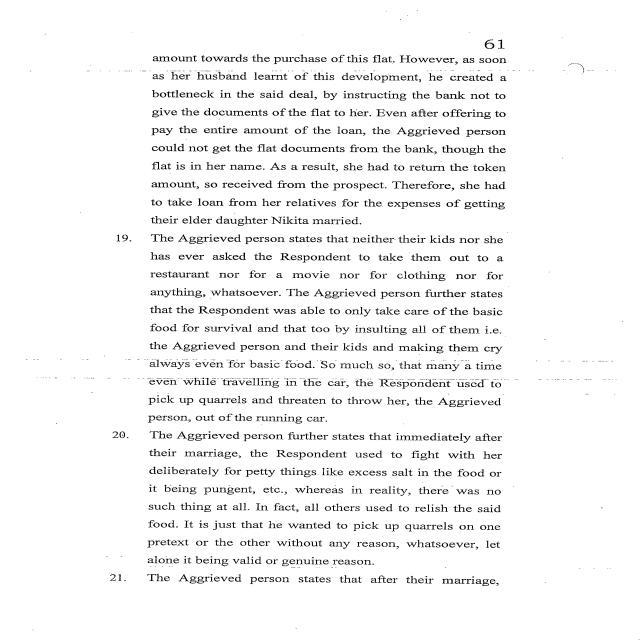 61
amount towards the purchase of this flat. However, as soon
as her husband learnt of this development, he created a
bottleneck in the said deal, by instructing the bank not to
give the documents of the flat to her. Even after offering to
pay the entire amount of the loan, the Aggrieved person
could not get the flat documents from the bank, though the
flat is in her name. As a result, she had to return the token
amount, so received from the prospect. Therefore, she had
to take loan from her relatives for the expenses of getting
their elder daughter Nikita married.
19. The Aggrieved person states that neither their kids nor she
has ever asked the Respondent to take them out to a
restaurant nor for a movie nor for clothing nor for
anything, whatsoever. The Aggrieved person further states
that the Respondent was able to only take care of the basic
food for survival and that too by insulting all of them i.e.
the Aggrieved person and their kids and making them cry
always even for basic food. So much so, that many a time
even while travelling in the car, the Respondent used to
pick up quarrels and threaten to throw her, the Aggrieved
person, out of the running car.
20. The Aggrieved person further states that immediately after
their marriage, the Respondent used to fight with her
deliberately for petty things like excess salt in the food or
it being pungent, etc., whereas in reality, there was no
such thing at all. In fact, all others used to relish the said
food. It is just that he wanted to pick up quarrels on one
pretext or the other without any reason, whatsoever, let
alone it being valid or genuine reason.
21. The Aggrieved person states that after their marriage,